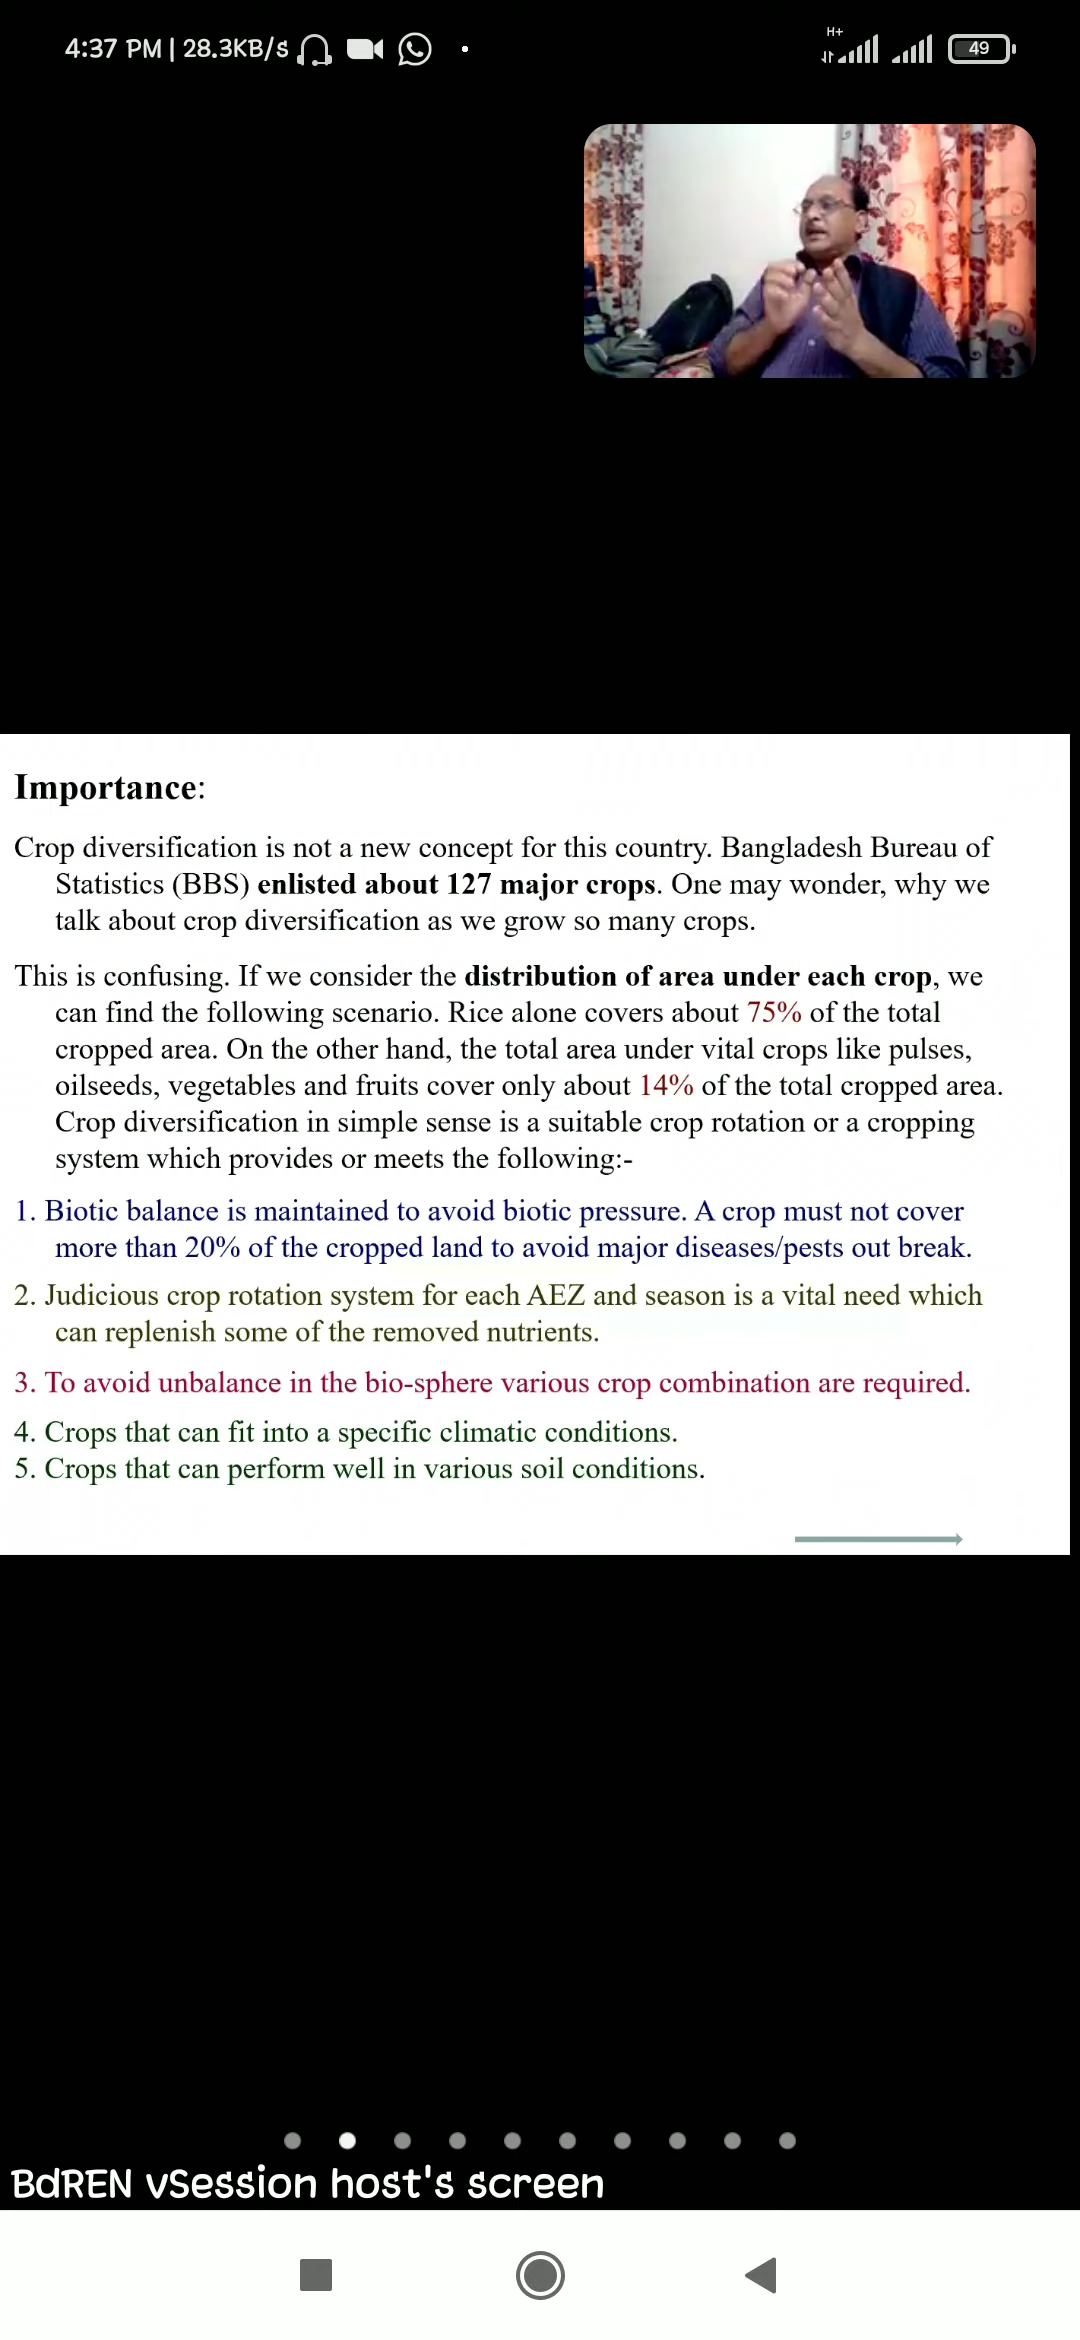 4:37 PM | 28.3KB/s
H+
49
Importance:
Crop diversification is not a new concept for this country. Bangladesh Bureau of
Statistics (BBS) enlisted about 127 major crops. One may wonder, why we
talk about crop diversification as we grow so many crops.
This is confusing. If we consider the distribution of area under each crop, we
can find the following scenario. Rice alone covers about 75% of the total
cropped area. On the other hand, the total area under vital crops like pulses,
oilseeds, vegetables and fruits cover only about 14% of the total cropped area.
Crop diversification in simple sense is a suitable crop rotation or a cropping
system which provides or meets the following:-
1. Biotic balance is maintained to avoid biotic pressure. A crop must not cover
more than 20% of the cropped land to avoid major diseases/pests out break.
2. Judicious crop rotation system for each AEZ and season is a vital need which
can replenish some of the removed nutrients.
3. To avoid unbalance in the bio-sphere various crop combination are required.
4. Crops that can fit into a specific climatic conditions.
5. Crops that can perform well in various soil conditions.
BdREN vSession host's screen